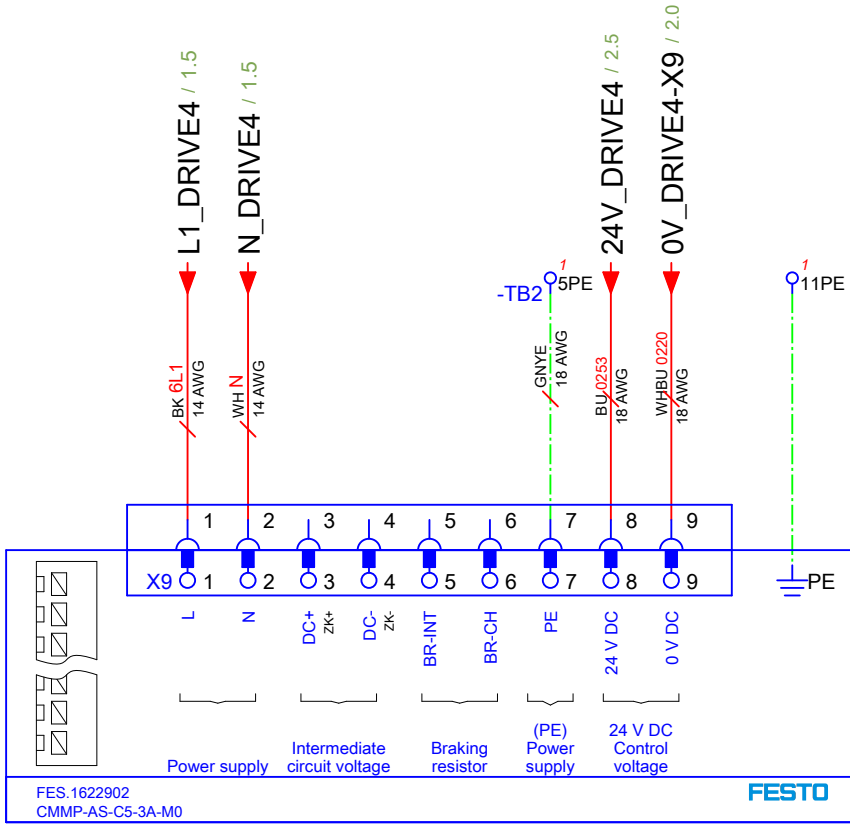 L1_DRIVE4 / 1.5
N_DRIVE4 / 1.5
24V_DRIVE4 / 2.5
0V_DRIVE4-X9 / 2.0
-TB2
1
5PE
1
11PE
BK 6L1
14 AWG
WH N
14 AWG
GNYE
18 AWG
BU 0253
18 AWG
WHBU 0220
18 AWG
1 2 3 4 5 6 7 8 9
X9 1 2 3 4 5 6 7 8 9
PE
L
N
DC+
ZK+
DC-
ZK-
BR-INT
BR-CH
PE
24 V DC
0 V DC
Power supply
Intermediate
circuit voltage
Braking
resistor
(PE)
Power
supply
24 V DC
Control
voltage
FES.1622902
CMMP-AS-C5-3A-M0
FESTO